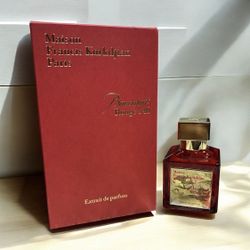 Maison
Francis Kurkdjian
Paris
Baccarat
Rouge 540
Extrait de parfum